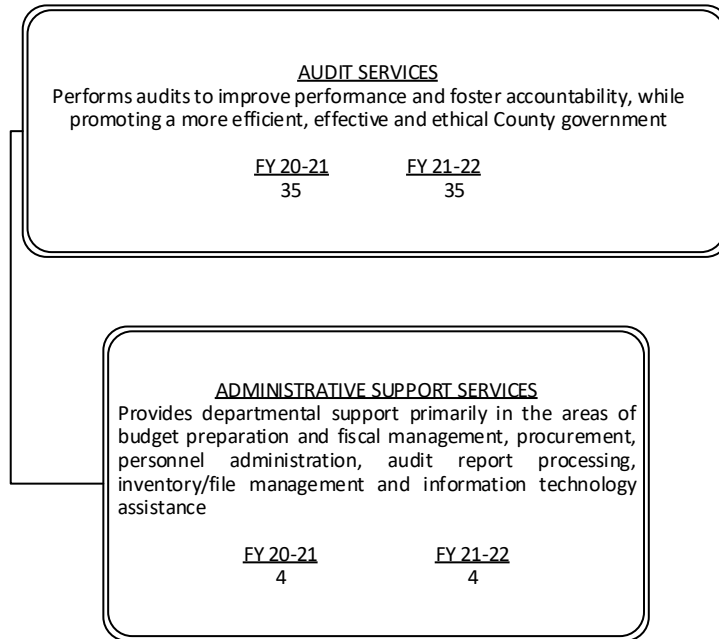 AUDIT SERVICES
Performs audits to improve performance and foster accountability, while
promoting a more efficient, effective and ethical County government
FY 20-21 FY 21-22
35 35
ADMINISTRATIVE SUPPORT SERVICES
Provides departmental support primarily in the areas of
budget preparation and fiscal management, procurement,
personnel administration, audit report processing,
inventory/file management and information technology
assistance
FY 20-21 FY 21-22
4 4